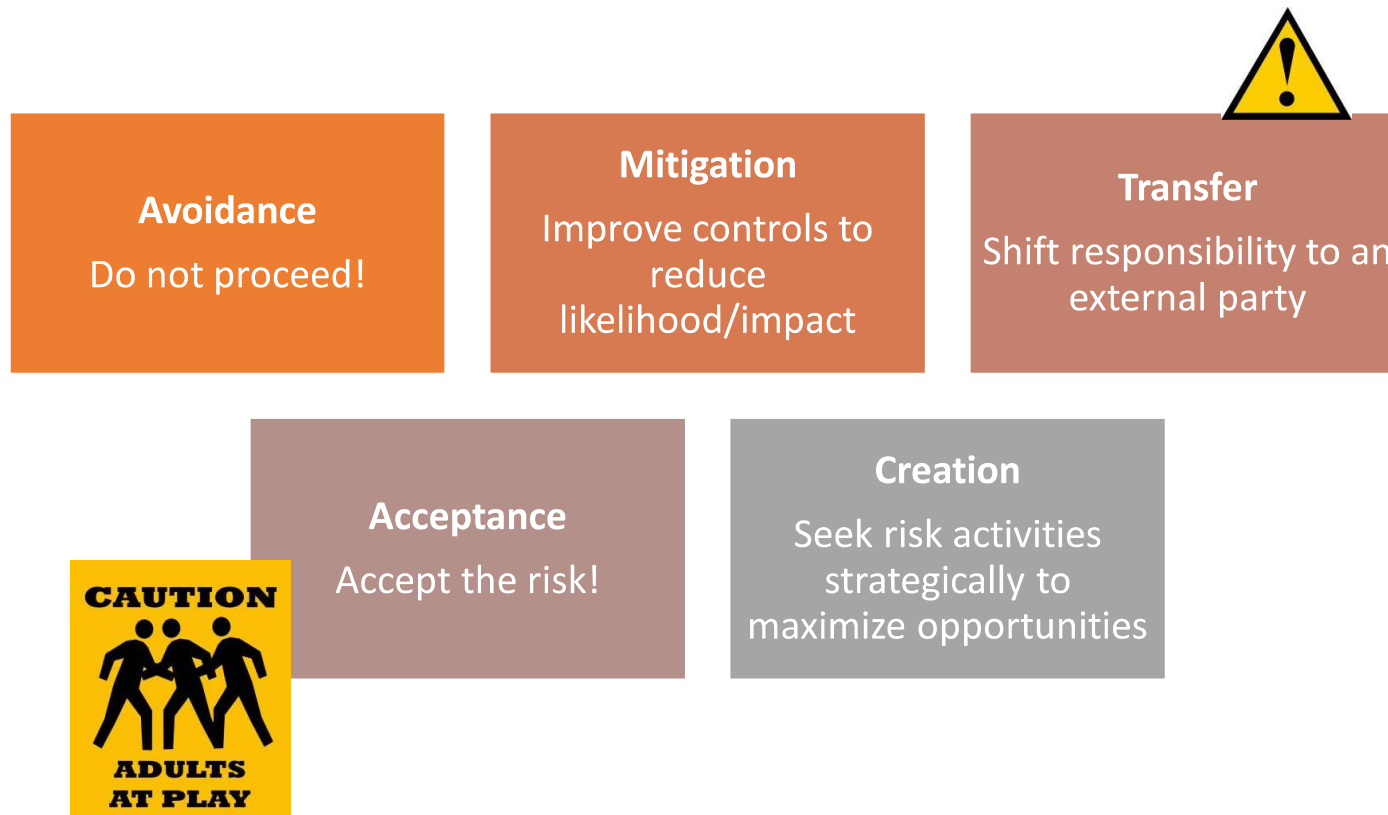 Avoidance
Do not proceed!
Mitigation
Improve controls to
reduce
likelihood/impact
Transfer
Shift responsibility to an
external party
Acceptance
Accept the risk!
Creation
Seek risk activities
strategically to
maximize opportunities
CAUTION
ADULTS
AT PLAY